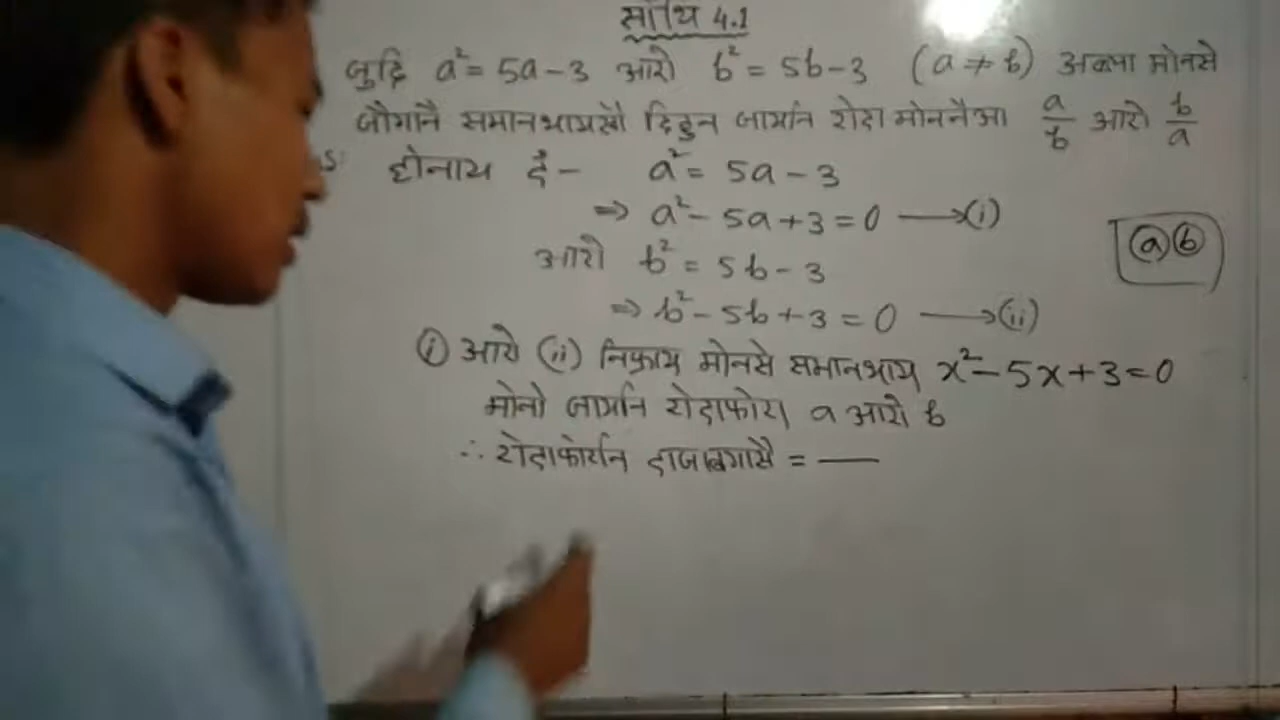 साथि 4.1
जुदि a² = 5a - 3 आरो b² = 5b - 3 (a ≠ b) अब्ला मोनसे
जौगानै समानथायखौ दिहुन जायनि रोदा मोननैआ a/b आरो b/a
होनाय दं - a² = 5a - 3
⇒ a² - 5a + 3 = 0 ⟶ (i)
आरो b² = 5b - 3
⇒ b² - 5b + 3 = 0 ⟶ (ii)
(a) (b)
(i) आरो (ii) निफ्राय मोनसे समानथाय x² - 5x + 3 = 0
मोनो जायनि रोदाफोरा a आरो b
∴ रोदाफोरनि दाजाबगासै = —